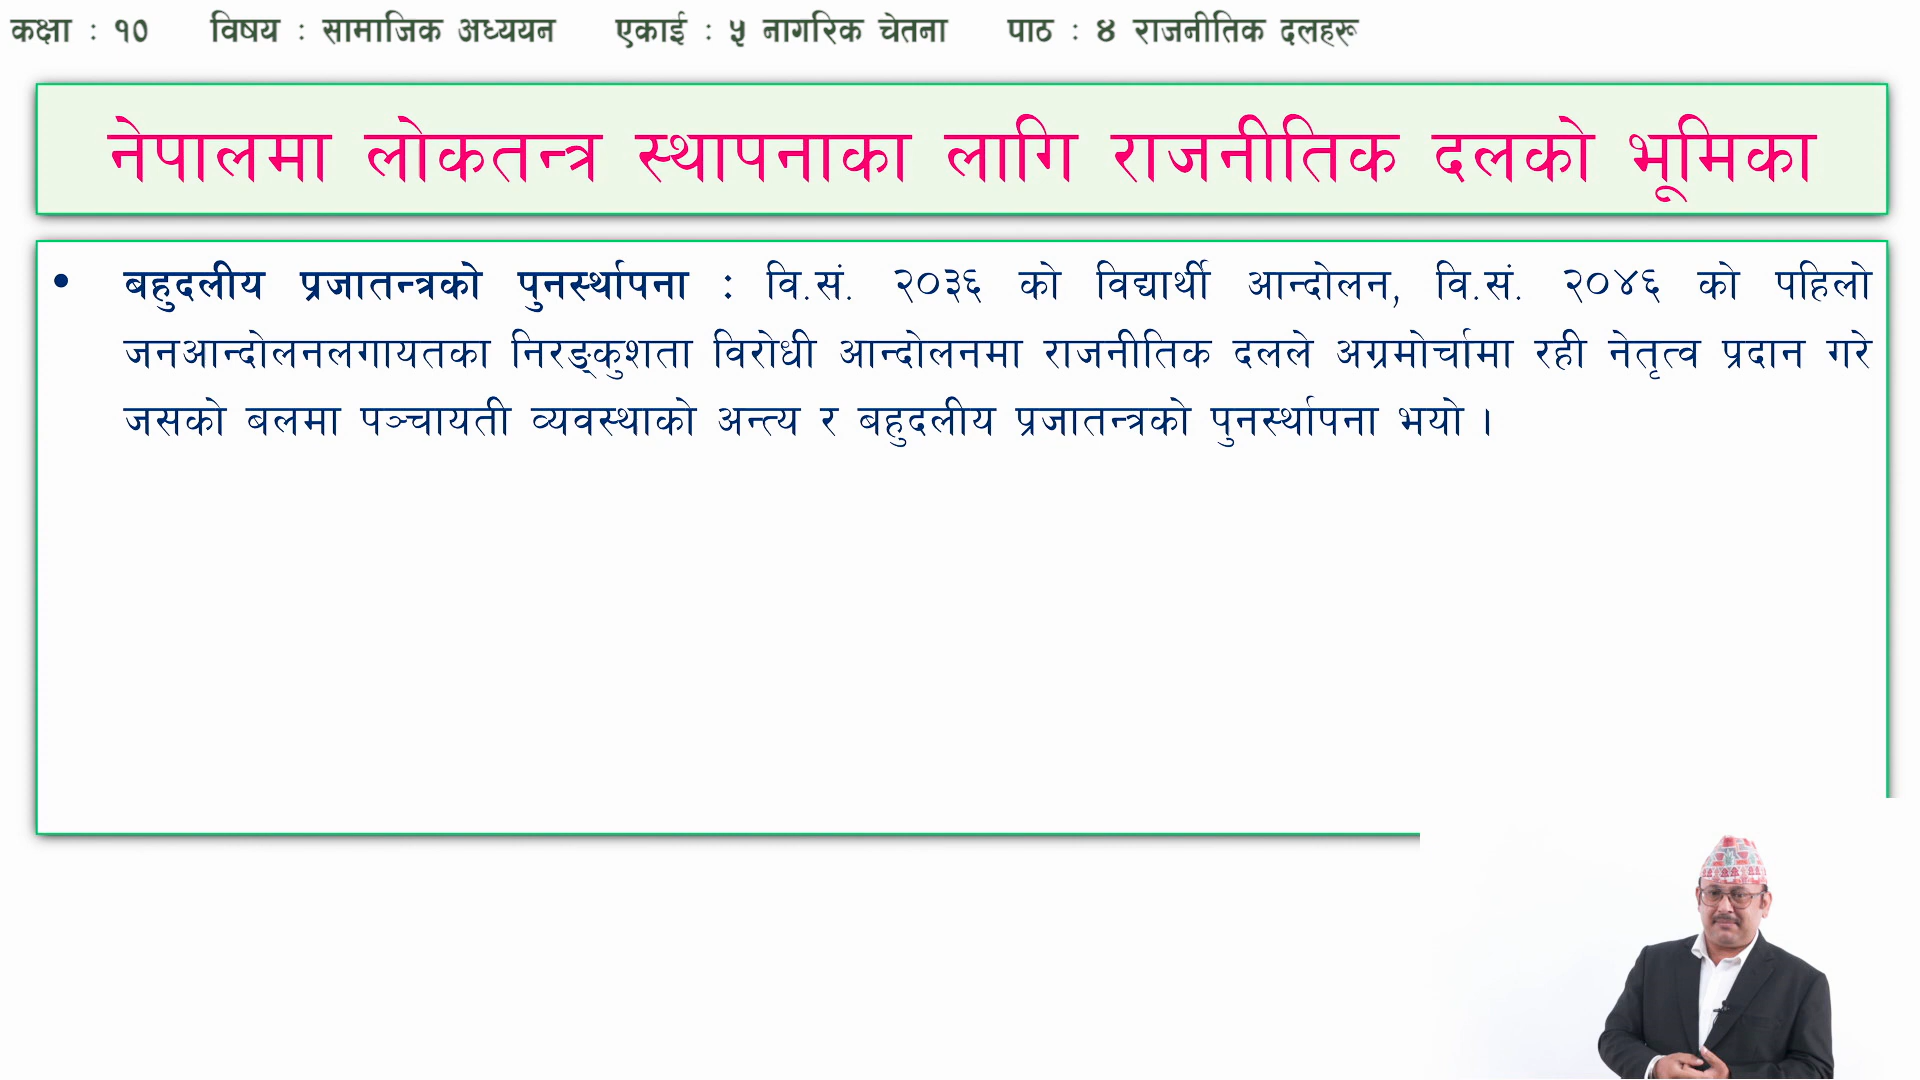 कक्षा : १० विषय : सामाजिक अध्ययन एकाई : ५ नागरिक चेतना पाठ : ४ राजनीतिक दलहरू
नेपालमा लोकतन्त्र स्थापनाका लागि राजनीतिक दलको भूमिका
• बहुदलीय प्रजातन्त्रको पुनर्स्थापना : वि.सं. २०३६ को विद्यार्थी आन्दोलन, वि.सं. २०४६ को पहिलो
जनआन्दोलनलगायतका निरङ्कुशता विरोधी आन्दोलनमा राजनीतिक दलले अग्रमोर्चामा रही नेतृत्व प्रदान गरे
जसको बलमा पञ्चायती व्यवस्थाको अन्त्य र बहुदलीय प्रजातन्त्रको पुनर्स्थापना भयो ।